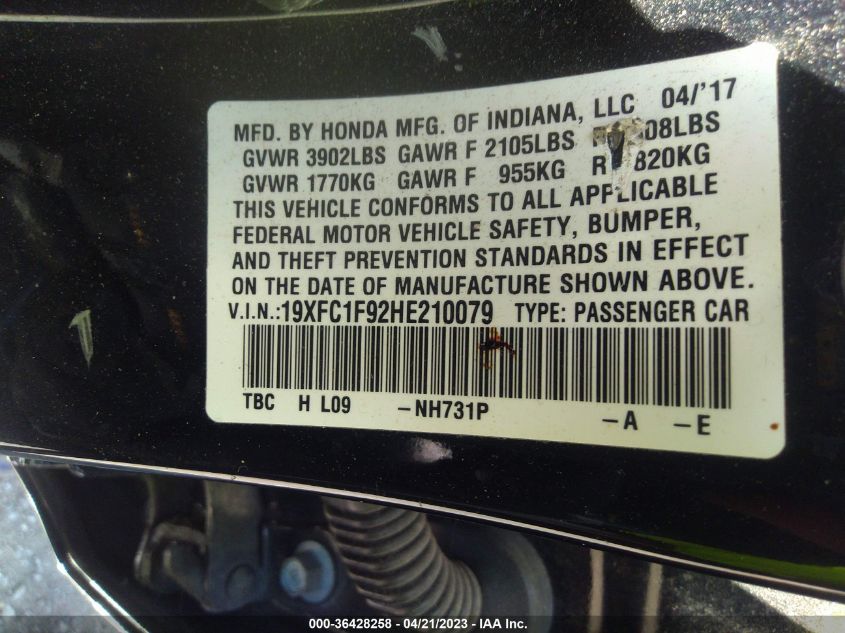 MFD. BY HONDA MFG. OF INDIANA, LLC 04/'17
GVWR 3902LBS GAWR F 2105LBS 08LBS
GVWR 1770KG GAWR F 955KG R 820KG
THIS VEHICLE CONFORMS TO ALL APPLICABLE
FEDERAL MOTOR VEHICLE SAFETY, BUMPER,
AND THEFT PREVENTION STANDARDS IN EFFECT
ON THE DATE OF MANUFACTURE SHOWN ABOVE.
V.I.N.:19XFC1F92HE210079 TYPE: PASSENGER CAR
TBC H L09 -NH731P -A -E
000-36428258 - 04/21/2023 - IAA Inc.